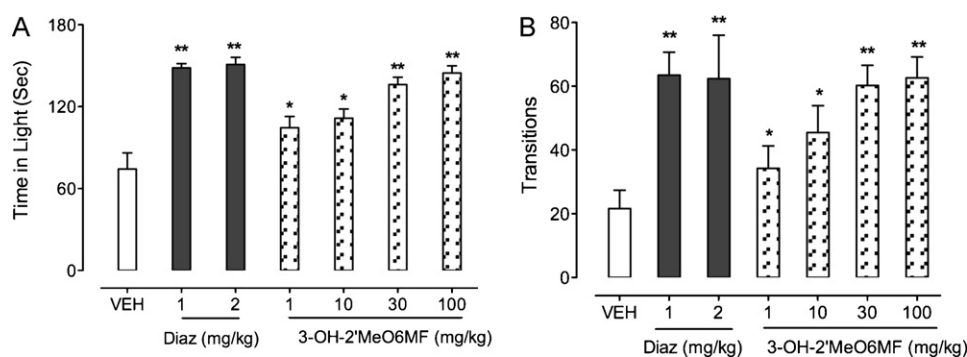 A
Time in Light (Sec)
180
120
60
0
** ** * * ** **
VEH 1 2 1 10 30 100
Diaz (mg/kg) 3-OH-2'MeO6MF (mg/kg)
B
Transitions
80
60
40
20
0
** ** * * ** **
VEH 1 2 1 10 30 100
Diaz (mg/kg) 3-OH-2'MeO6MF (mg/kg)